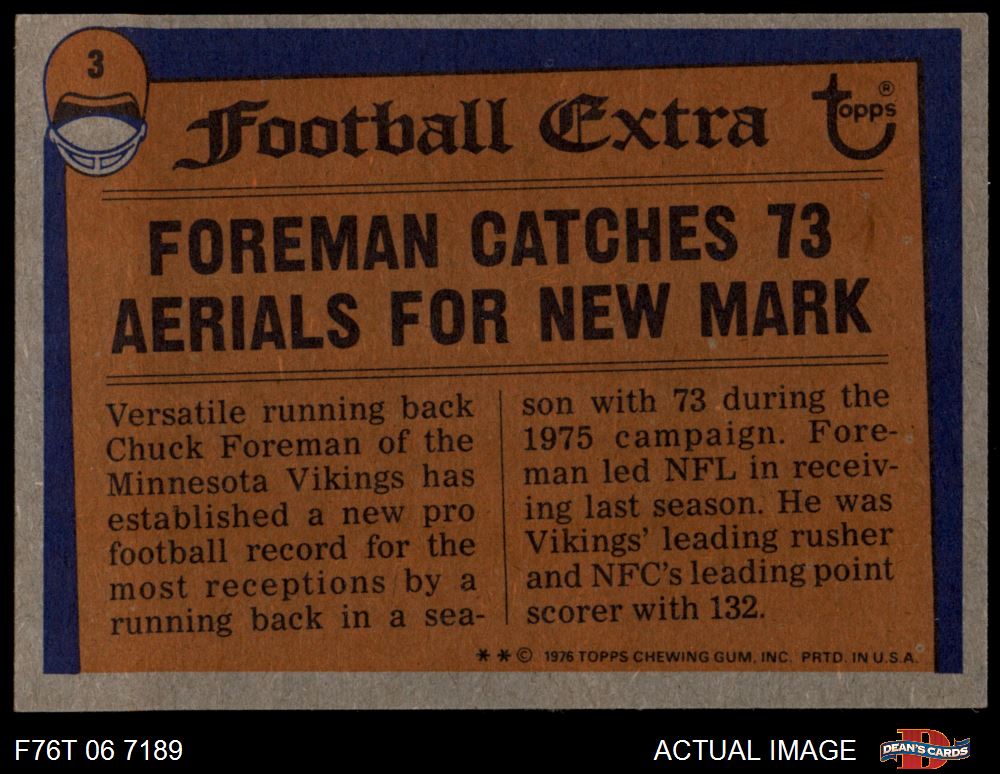 3
Football Extra
topps ®
FOREMAN CATCHES 73
AERIALS FOR NEW MARK
Versatile running back
Chuck Foreman of the
Minnesota Vikings has
established a new pro
football record for the
most receptions by a
running back in a sea-
son with 73 during the
1975 campaign. Fore-
man led NFL in receiv-
ing last season. He was
Vikings' leading rusher
and NFC's leading point
scorer with 132.
* * © 1976 TOPPS CHEWING GUM, INC. PRTD. IN U.S.A.
F76T 06 7189
ACTUAL IMAGE
DEAN'S CARDS